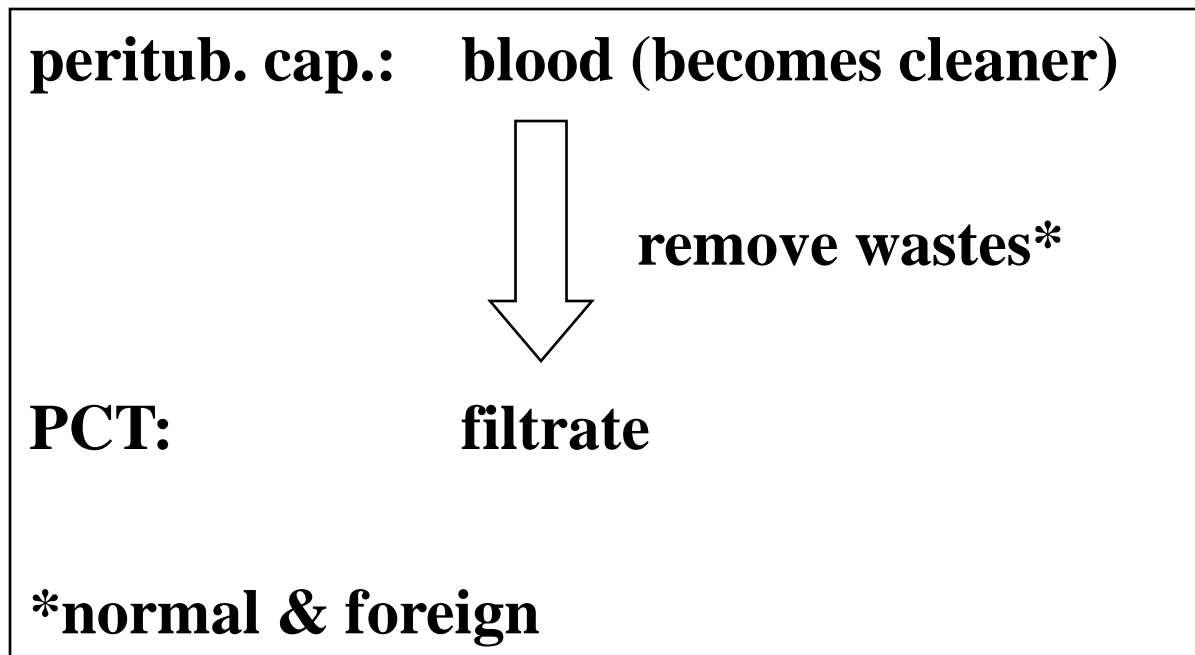 peritub. cap.: blood (becomes cleaner)
remove wastes*
PCT: filtrate
*normal & foreign